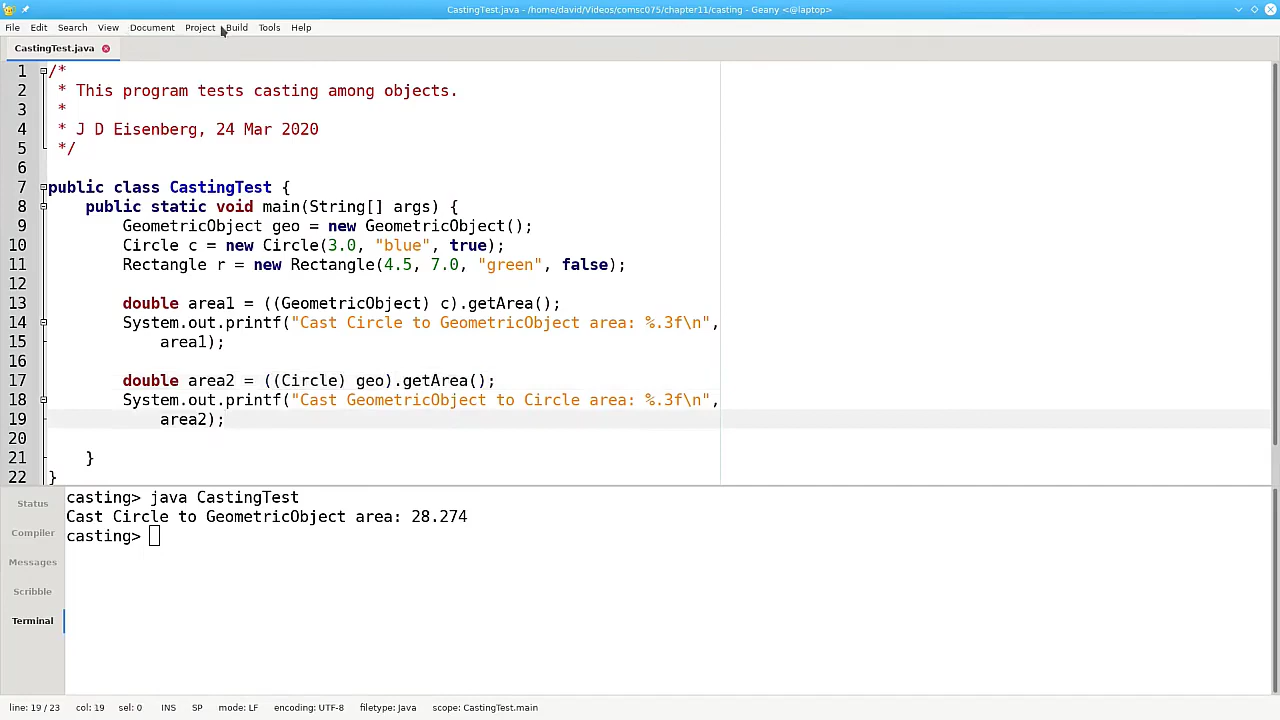 CastingTest.java - /home/david/Videos/comsc075/chapter11/casting - Geany <@laptop>
File Edit Search View Document Project Build Tools Help
CastingTest.java
1 /*
2  * This program tests casting among objects.
3  *
4  * J D Eisenberg, 24 Mar 2020
5  */
6
7 public class CastingTest {
8     public static void main(String[] args) {
9         GeometricObject geo = new GeometricObject();
10         Circle c = new Circle(3.0, "blue", true);
11         Rectangle r = new Rectangle(4.5, 7.0, "green", false);
12
13         double area1 = ((GeometricObject) c).getArea();
14         System.out.printf("Cast Circle to GeometricObject area: %.3f\n",
15             area1);
16
17         double area2 = ((Circle) geo).getArea();
18         System.out.printf("Cast GeometricObject to Circle area: %.3f\n",
19             area2);
20
21     }
22 }
Status
Compiler
Messages
Scribble
Terminal
casting> java CastingTest
Cast Circle to GeometricObject area: 28.274
casting>
line: 19 / 23 col: 19 sel: 0 INS SP mode: LF encoding: UTF-8 filetype: Java scope: CastingTest.main